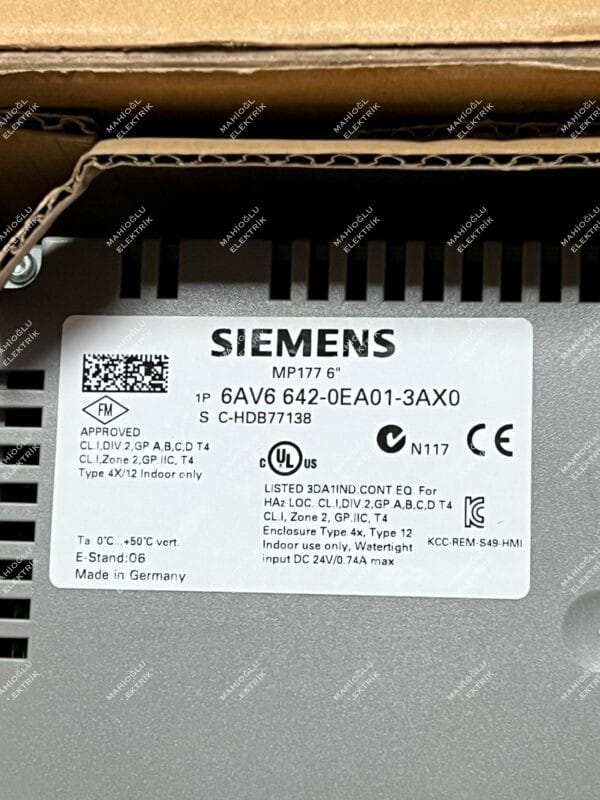 SIEMENS
MP177 6"
1P 6AV6 642-0EA01-3AX0
S C-HDB77138
FM
APPROVED
CL.I,DIV.2,GP A,B,C,D T4
CL.I,Zone 2,GP.IIC, T4
Type 4X/12 Indoor only
N117
CE
C UL US
LISTED 3DA1IND.CONT.EQ. For
HAz LOC. CL.I,DIV.2,GP.A,B,C,D T4
CL.I, Zone 2, GP.IIC, T4
Enclosure Type 4x, Type 12
Indoor use only, Watertight
input DC 24V/0.74A max
KCC-REM-S49-HMI
Ta: 0°C...+50°C vert.
E-Stand:06
Made in Germany
MAHİOĞLU
ELEKTRİK